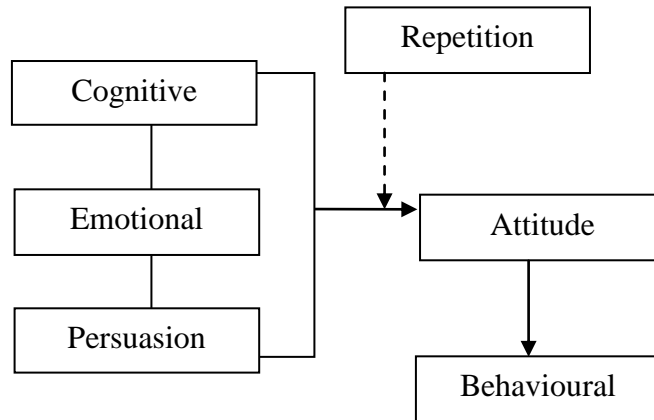 Repetition
Cognitive
Emotional
Attitude
Persuasion
Behavioural